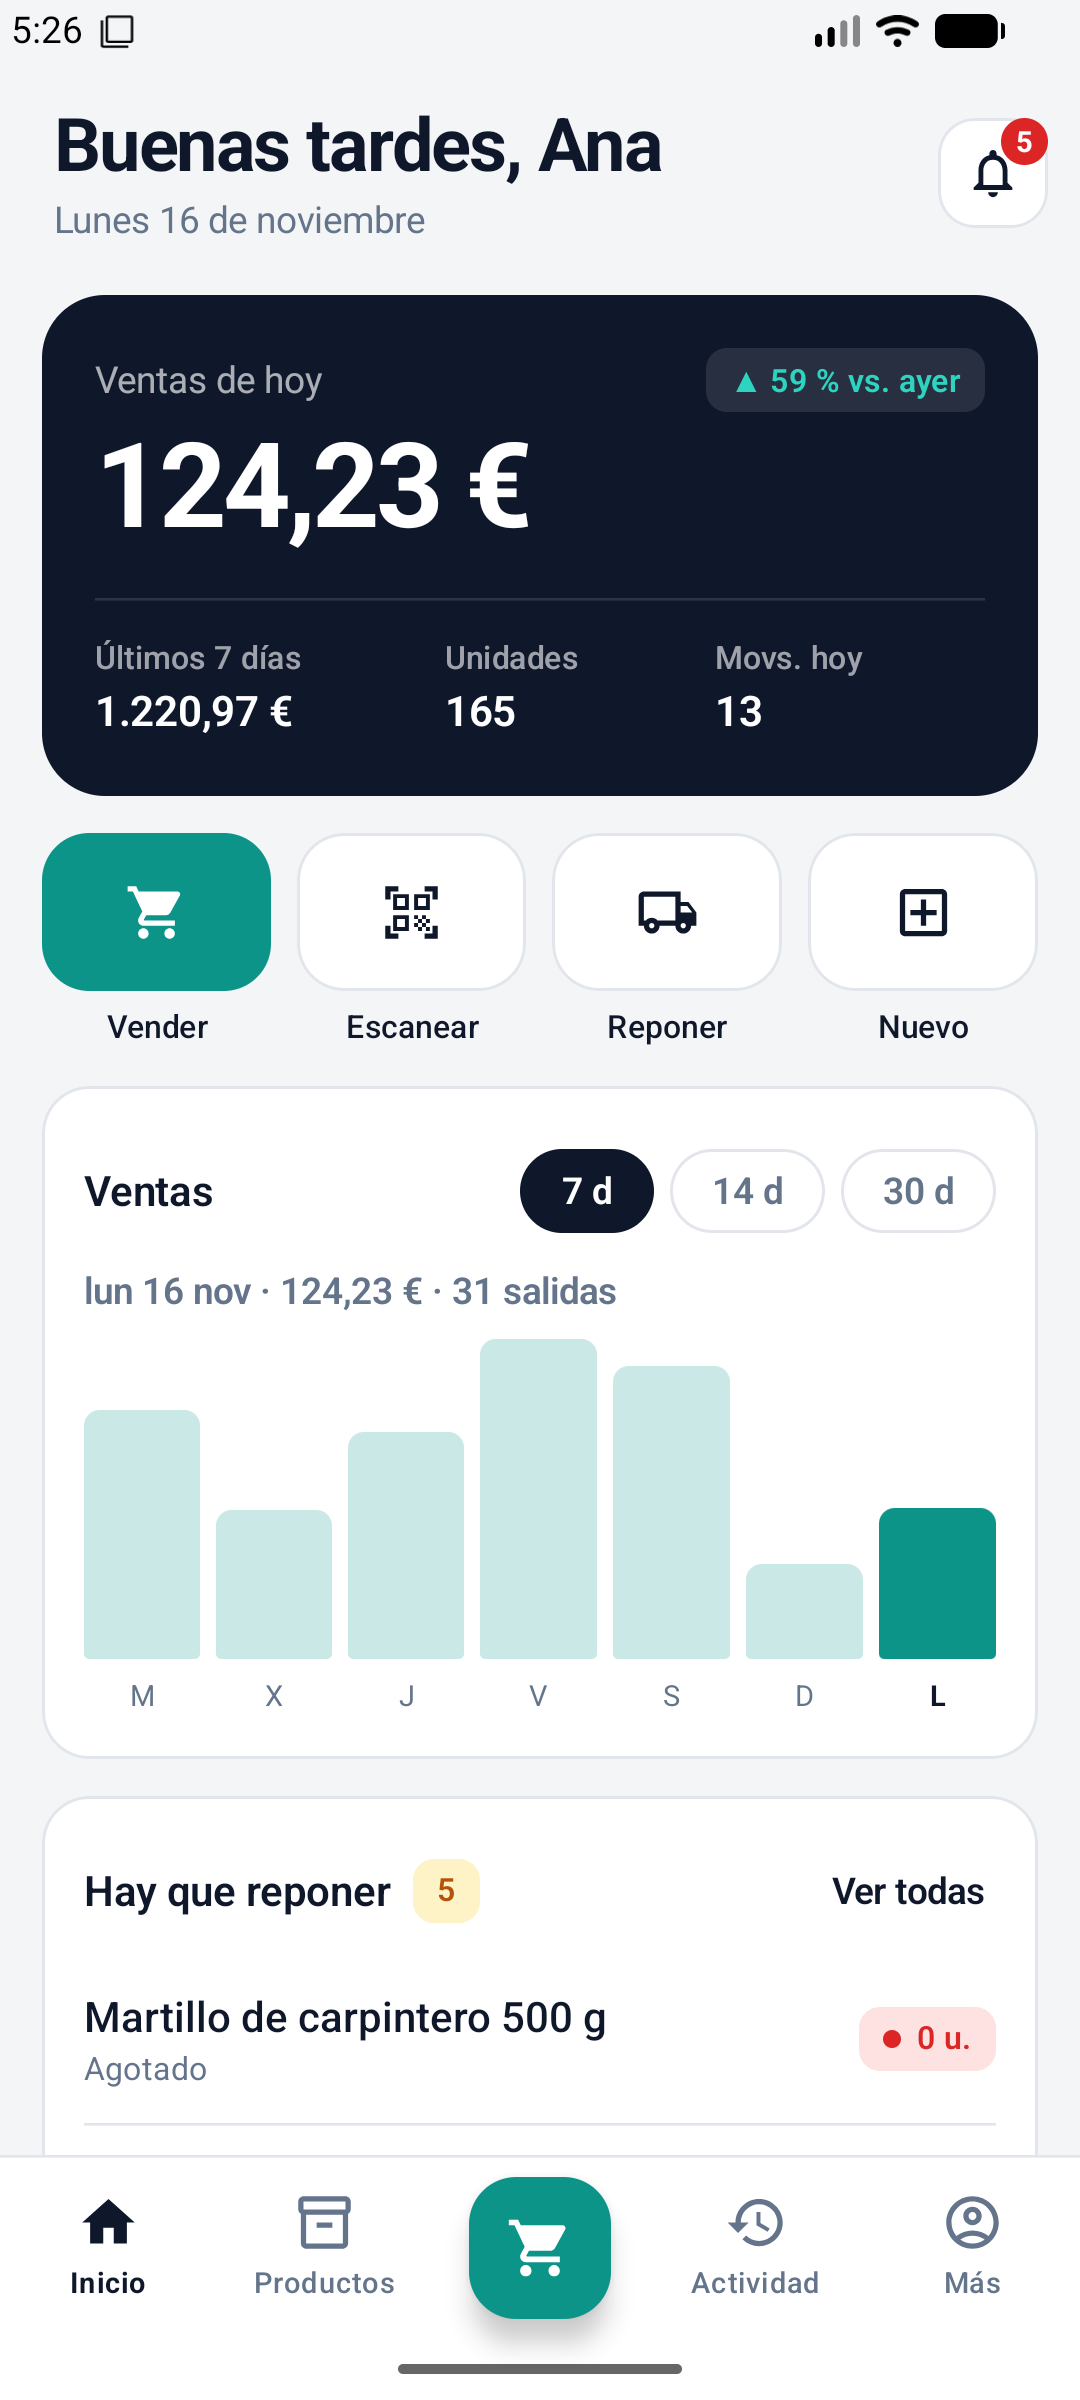 5:26
Buenas tardes, Ana
5
Lunes 16 de noviembre
Ventas de hoy
▲ 59 % vs. ayer
124,23 €
Últimos 7 días
Unidades
Movs. hoy
1.220,97 €
165
13
Vender
Escanear
Reponer
Nuevo
Ventas
7 d
14 d
30 d
lun 16 nov · 124,23 € · 31 salidas
M
X
J
V
S
D
L
Hay que reponer
5
Ver todas
Martillo de carpintero 500 g
0 u.
Agotado
Inicio
Productos
Actividad
Más